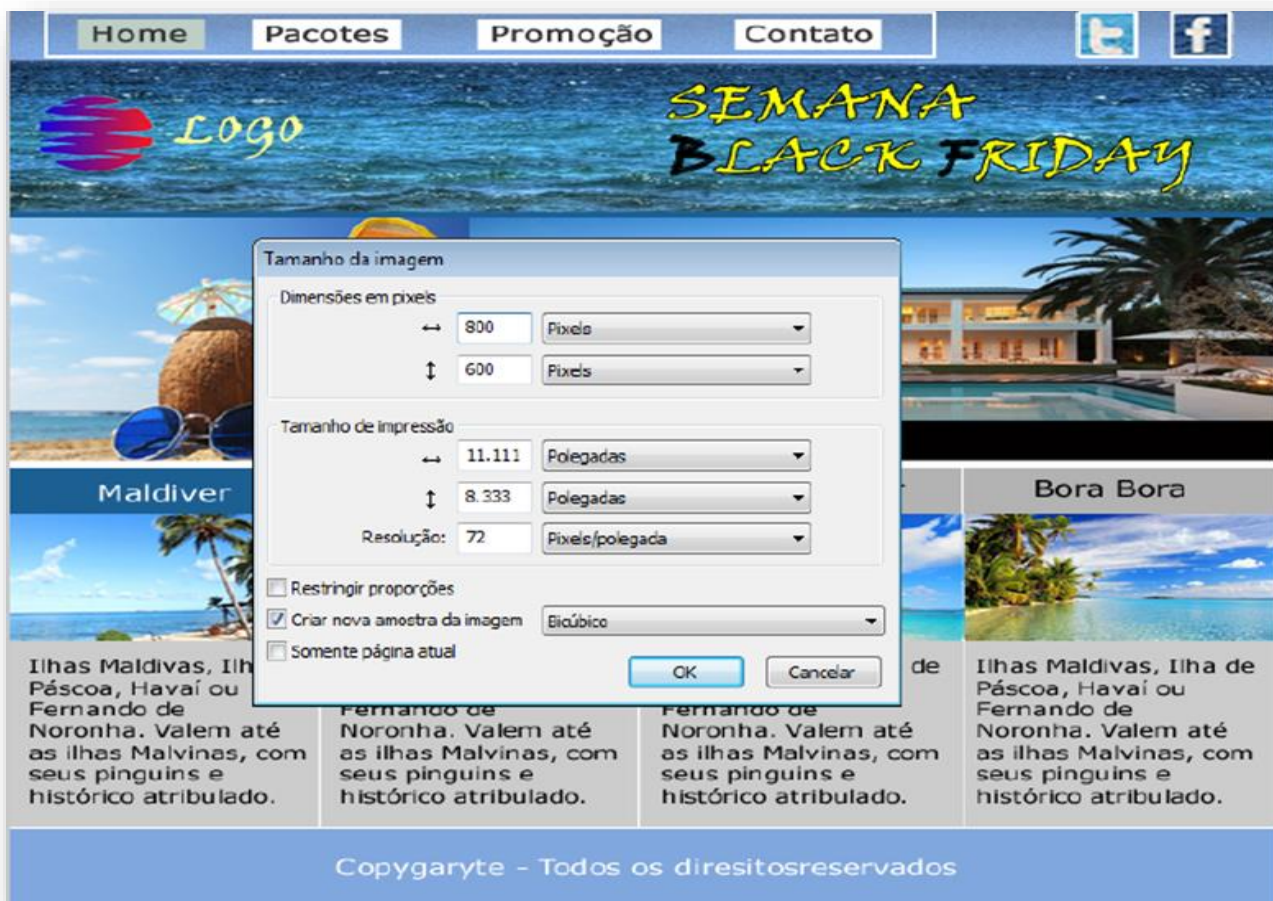 Home Pacotes Promoção Contato
LOGO
SEMANA
BLACK FRIDAY
Tamanho da imagem
Dimensões em pixels
800 Pixels
600 Pixels
Tamanho de impressão
11.111 Polegadas
8.333 Polegadas
Resolução: 72 Pixels/polegada
Restringir proporções
Criar nova amostra da imagem Bicúbico
Somente página atual
OK Cancelar
Maldiver
Bora Bora
Ilhas Maldivas, Ilh
Páscoa, Havaí ou
Fernando de
Noronha. Valem até
as ilhas Malvinas, com
seus pinguins e
histórico atribulado.
Fernando de
Noronha. Valem até
as ilhas Malvinas, com
seus pinguins e
histórico atribulado.
de
Fernando de
Noronha. Valem até
as ilhas Malvinas, com
seus pinguins e
histórico atribulado.
Ilhas Maldivas, Ilha de
Páscoa, Havaí ou
Fernando de
Noronha. Valem até
as ilhas Malvinas, com
seus pinguins e
histórico atribulado.
Copygaryte - Todos os diresitosreservados